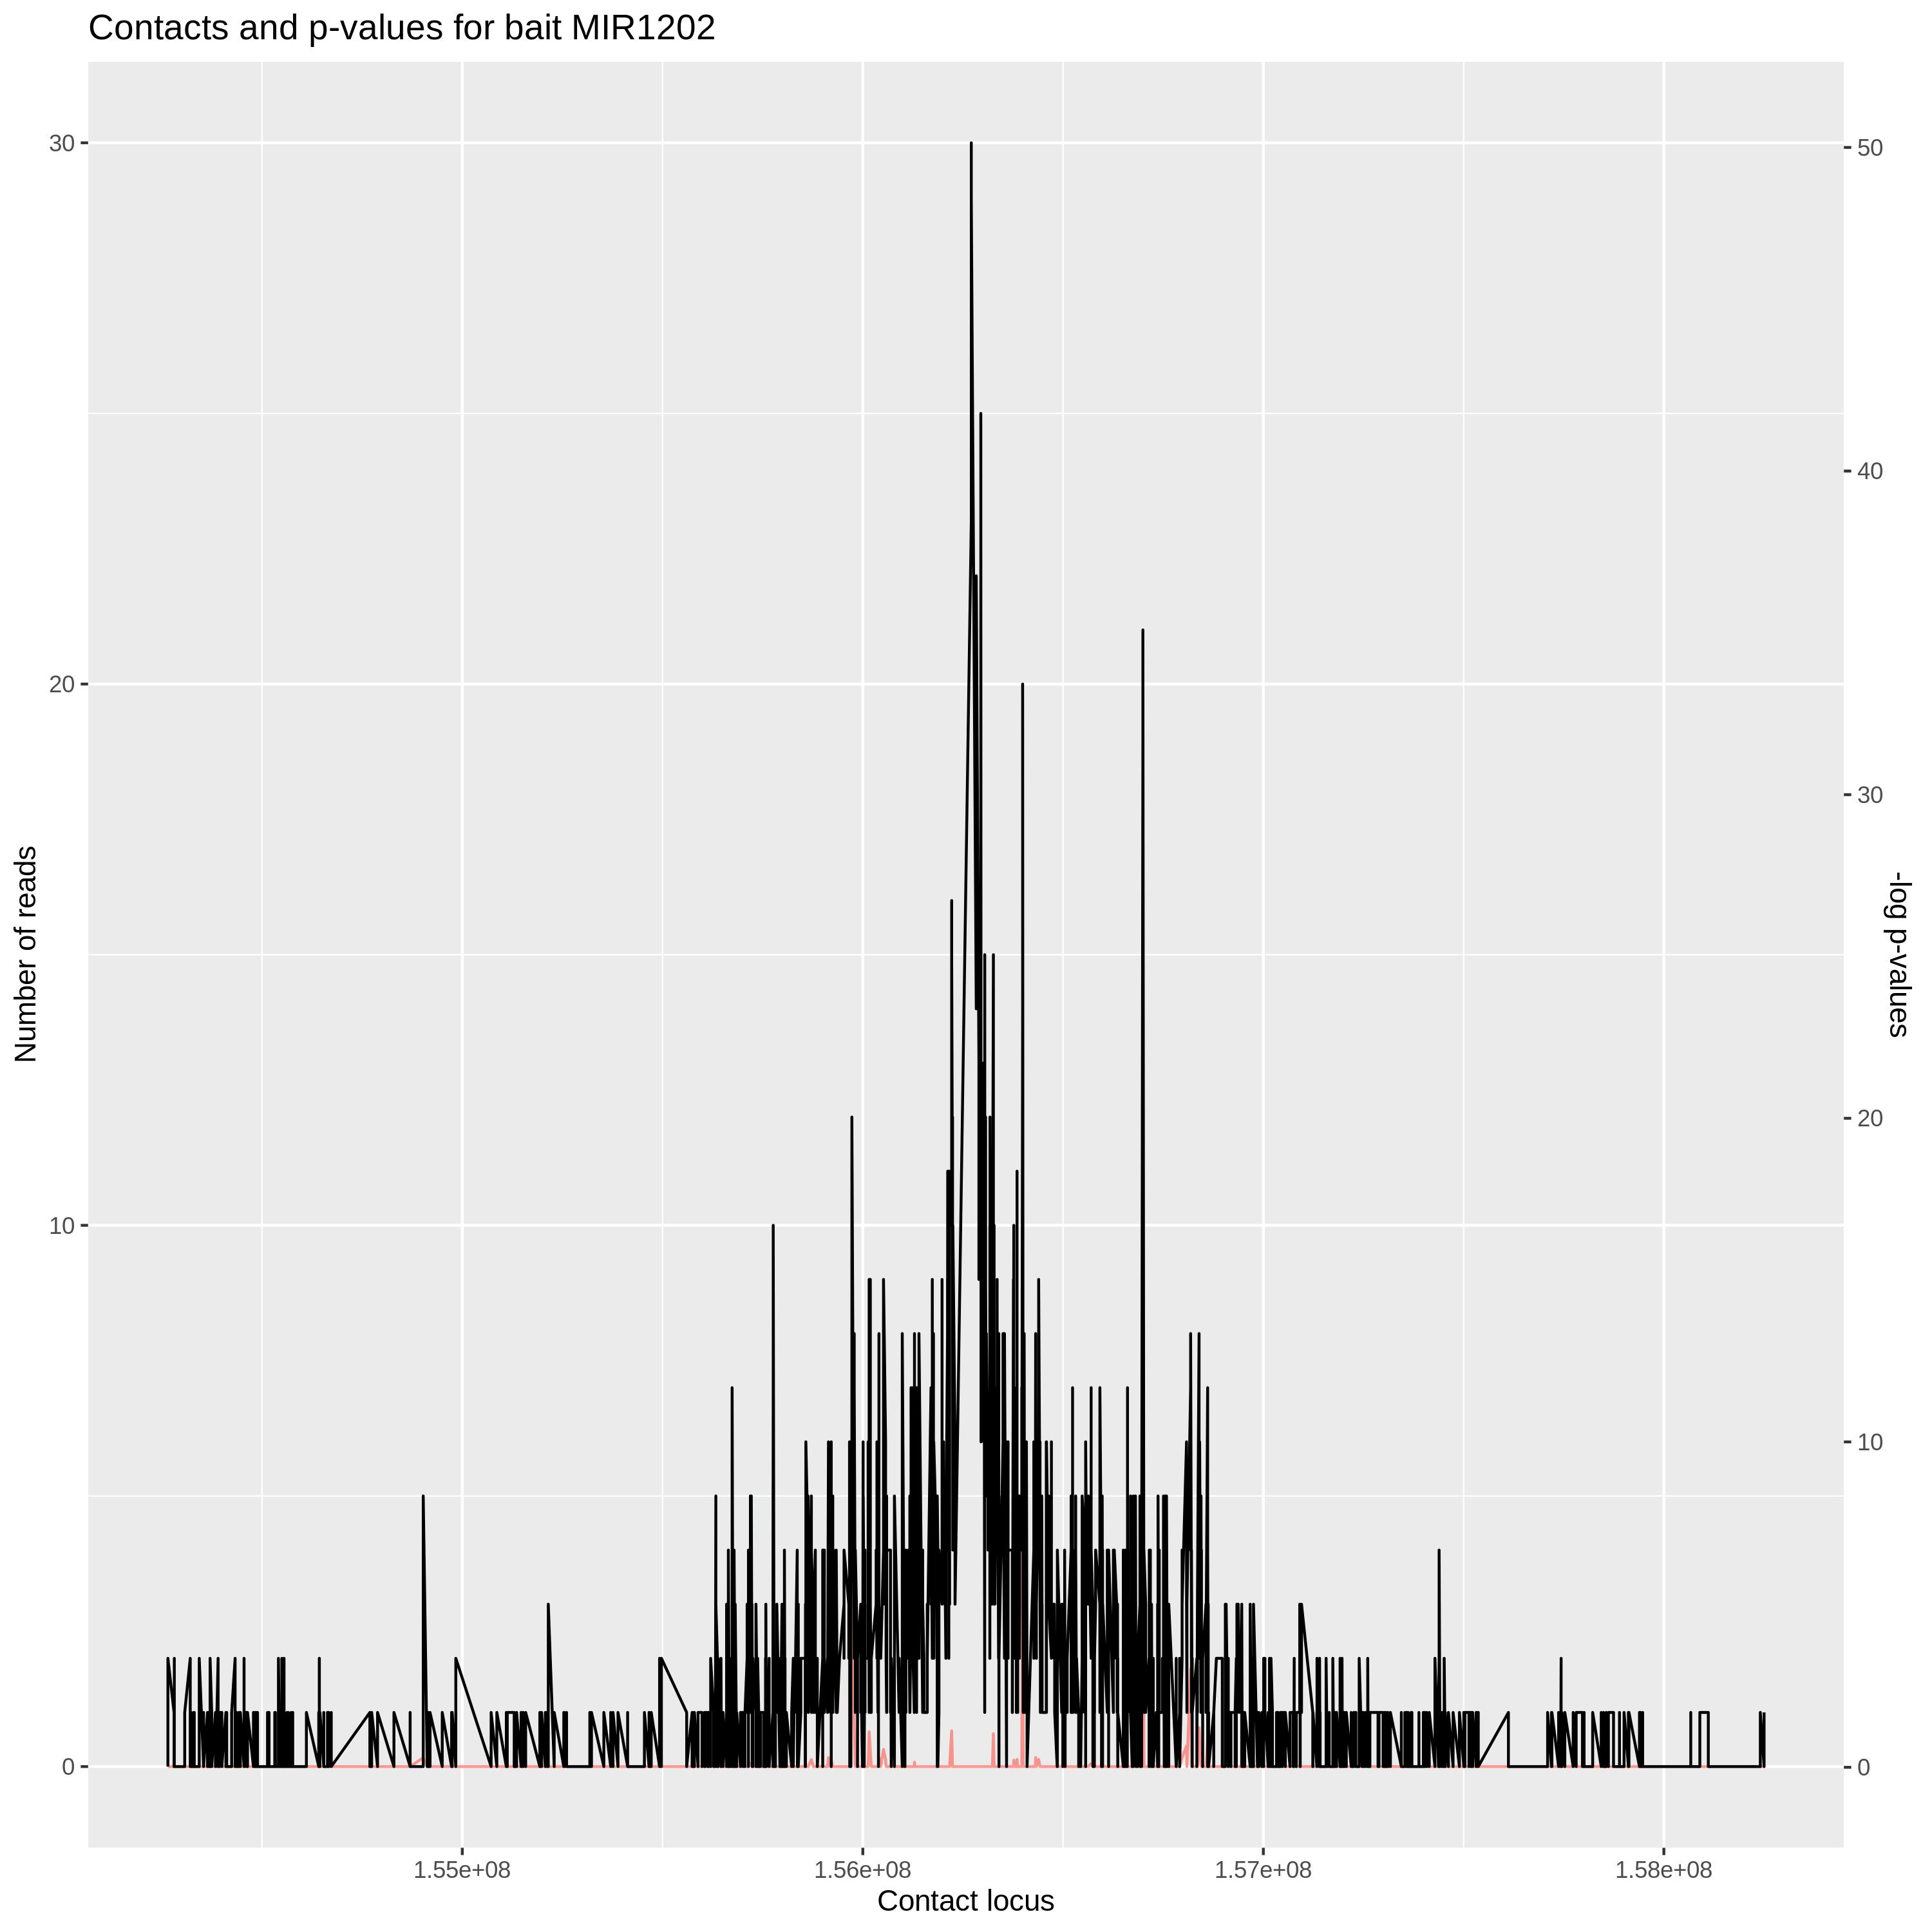 Contacts and p-values for bait MIR1202
30
20
10
0
50
40
30
20
10
0
Number of reads
-log p-values
1.55e+08 1.56e+08 1.57e+08 1.58e+08
Contact locus